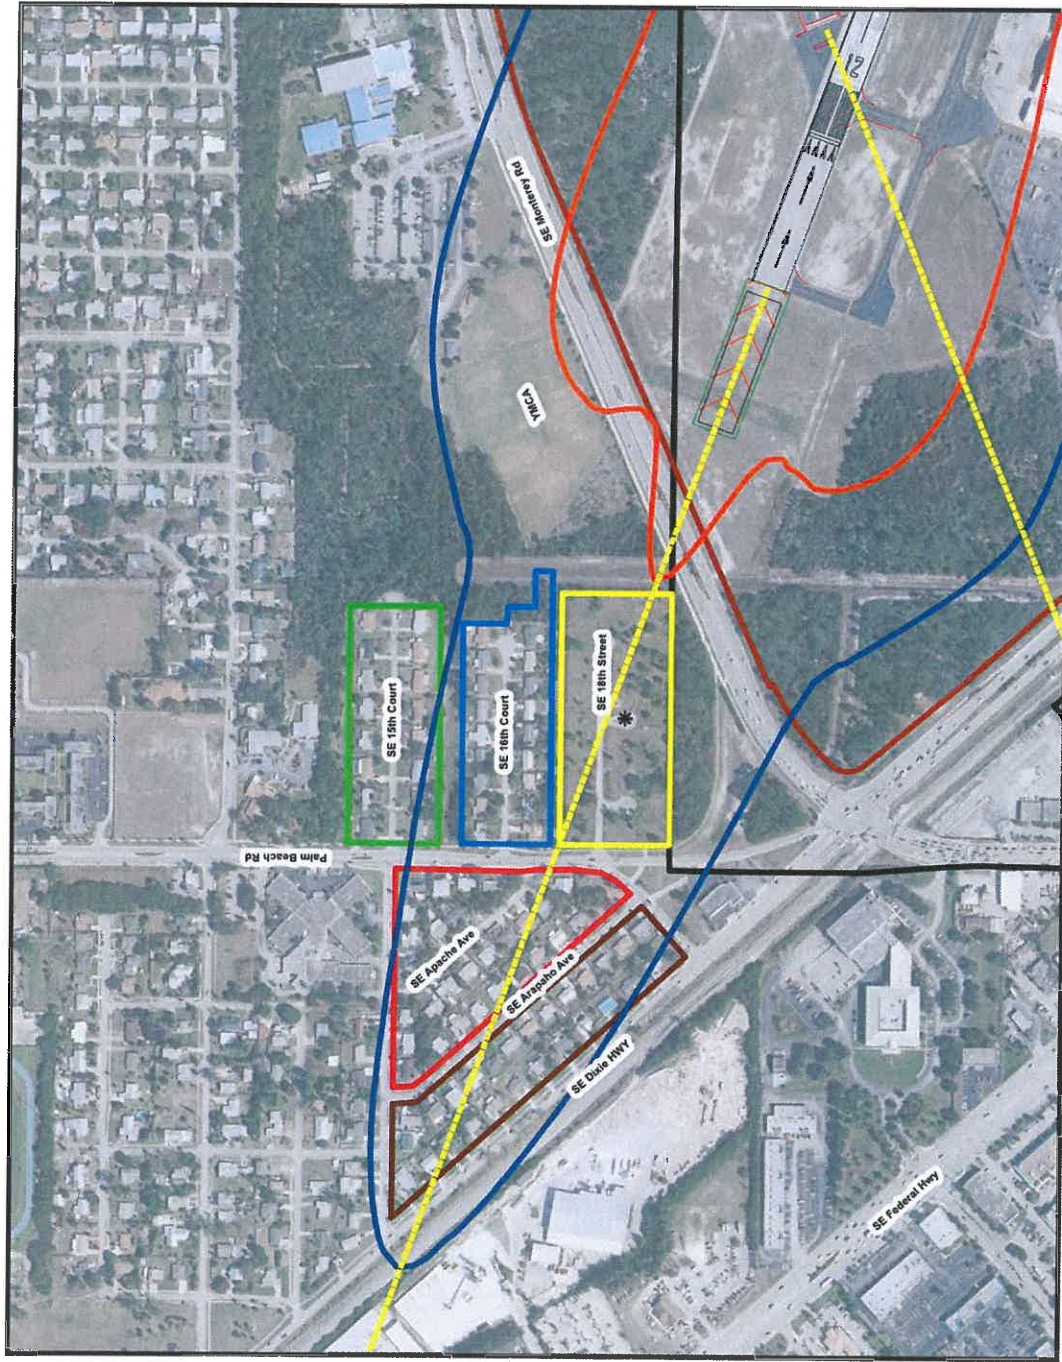 12
SE Monterey Rd
YMCA
SE 18th Street
SE 15th Court
SE 16th Court
Palm Beach Rd
SE Apache Ave
SE Arapaho Ave
SE Dixie HWY
SE Federal Hwy